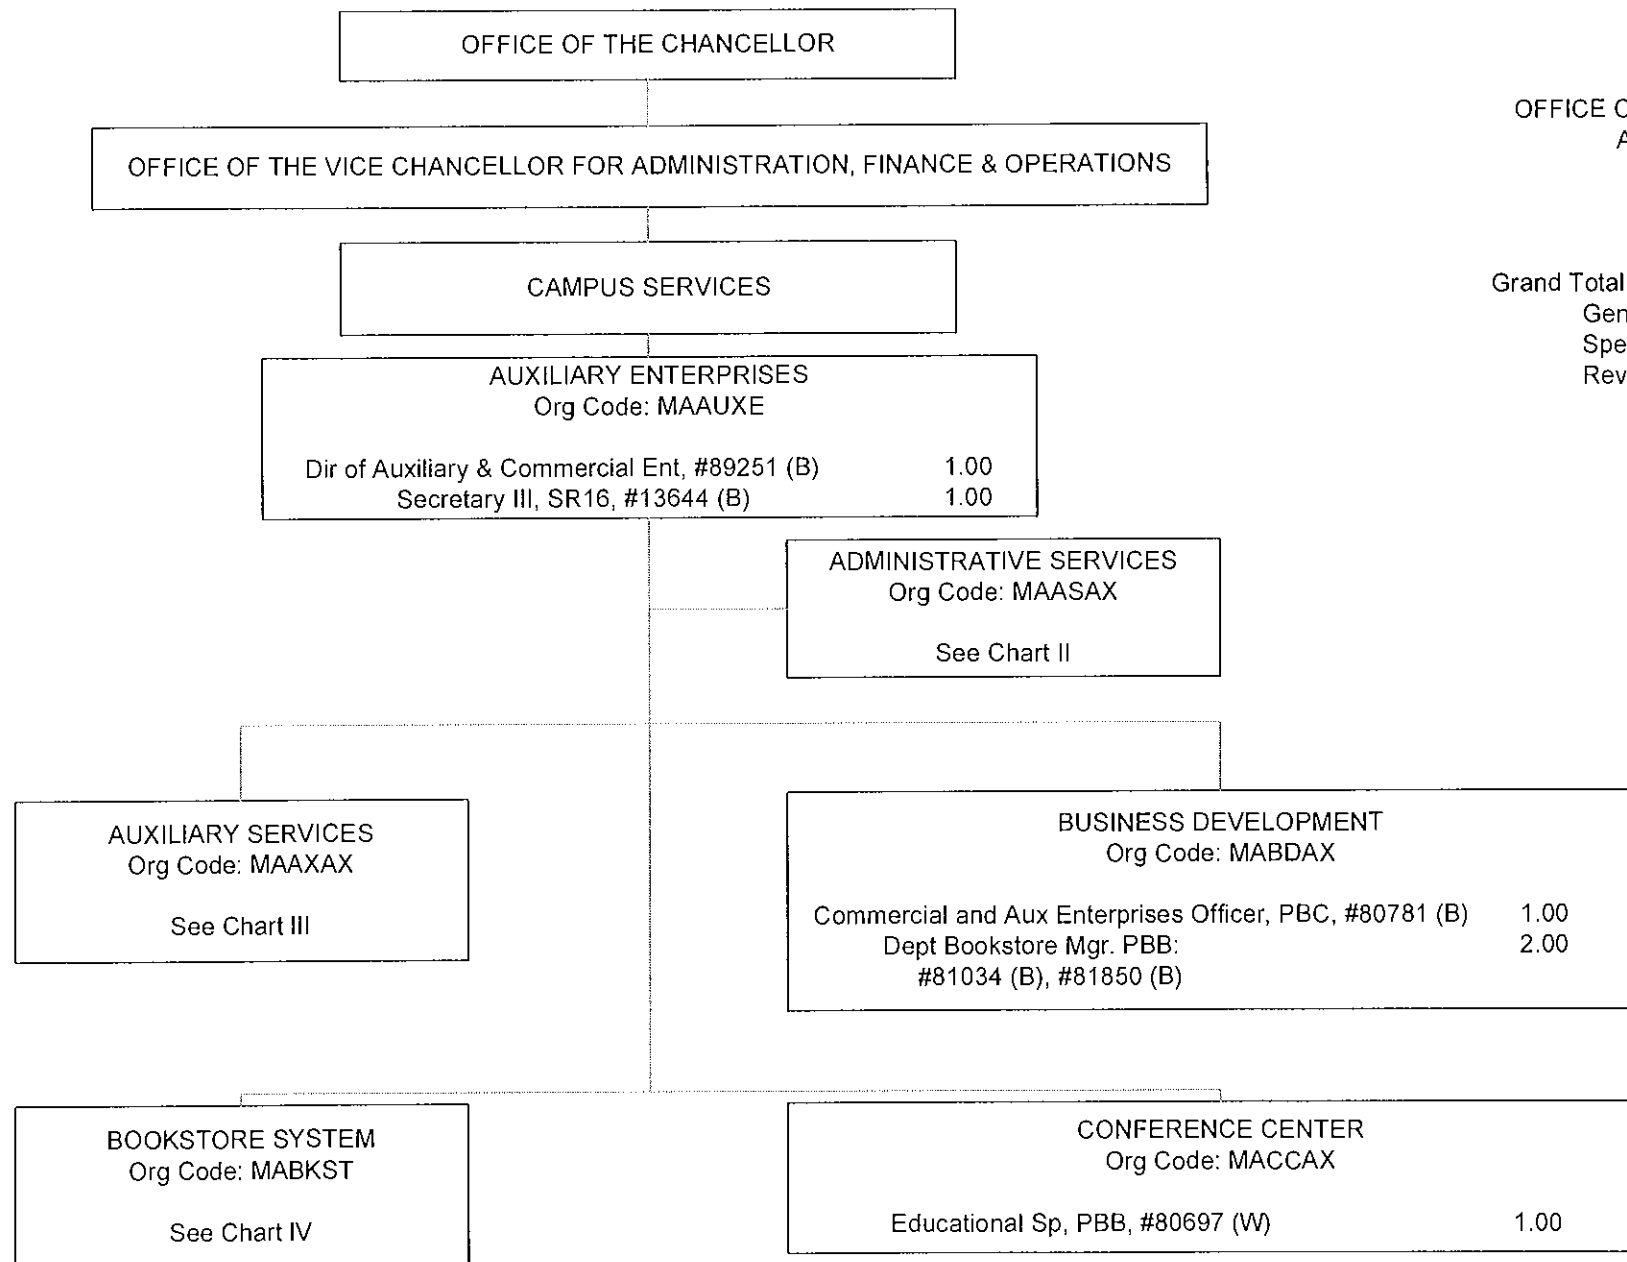 OFFICE OF THE CHANCELLOR
OFFICE OF THE VICE CHANCELLOR FOR ADMINISTRATION, FINANCE & OPERATIONS
CAMPUS SERVICES
OFFICE
Grand Total
AUXILIARY ENTERPRISES
Org Code: MAAUXE
Dir of Auxiliary & Commercial Ent, #89251 (B) 1.00
Secretary III, SR16, #13644 (B) 1.00
ADMINISTRATIVE SERVICES
Org Code: MAASAX
See Chart II
AUXILIARY SERVICES
Org Code: MAAXAX
See Chart III
BUSINESS DEVELOPMENT
Org Code: MABDAX
Commercial and Aux Enterprises Officer, PBC, #80781 (B) 1.00
Dept Bookstore Mgr. PBB: 2.00
#81034 (B), #81850 (B)
BOOKSTORE SYSTEM
Org Code: MABKST
See Chart IV
CONFERENCE CENTER
Org Code: MACCAX
Educational Sp, PBB, #80697 (W) 1.00